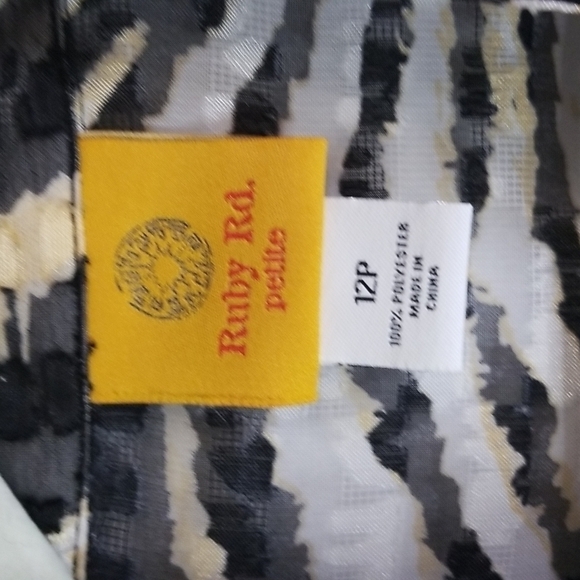 Ruby Rd.
petite
12P
100% POLYESTER
MADE IN
CHINA